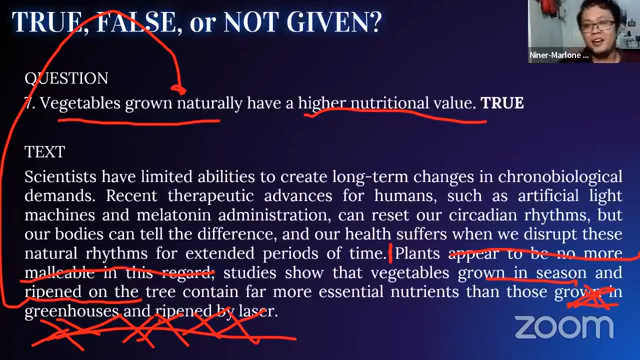 TRUE, FALSE, or NOT GIVEN?
Niner-Marlone ...
QUESTION
7. Vegetables grown naturally have a higher nutritional value. TRUE
TEXT
Scientists have limited abilities to create long-term changes in chronobiological
demands. Recent therapeutic advances for humans, such as artificial light
machines and melatonin administration, can reset our circadian rhythms, but
our bodies can tell the difference, and our health suffers when we disrupt these
natural rhythms for extended periods of time. Plants appear to be no more
malleable in this regard; studies show that vegetables grown in season and
ripened on the tree contain far more essential nutrients than those grown in
greenhouses and ripened by laser.
zoom